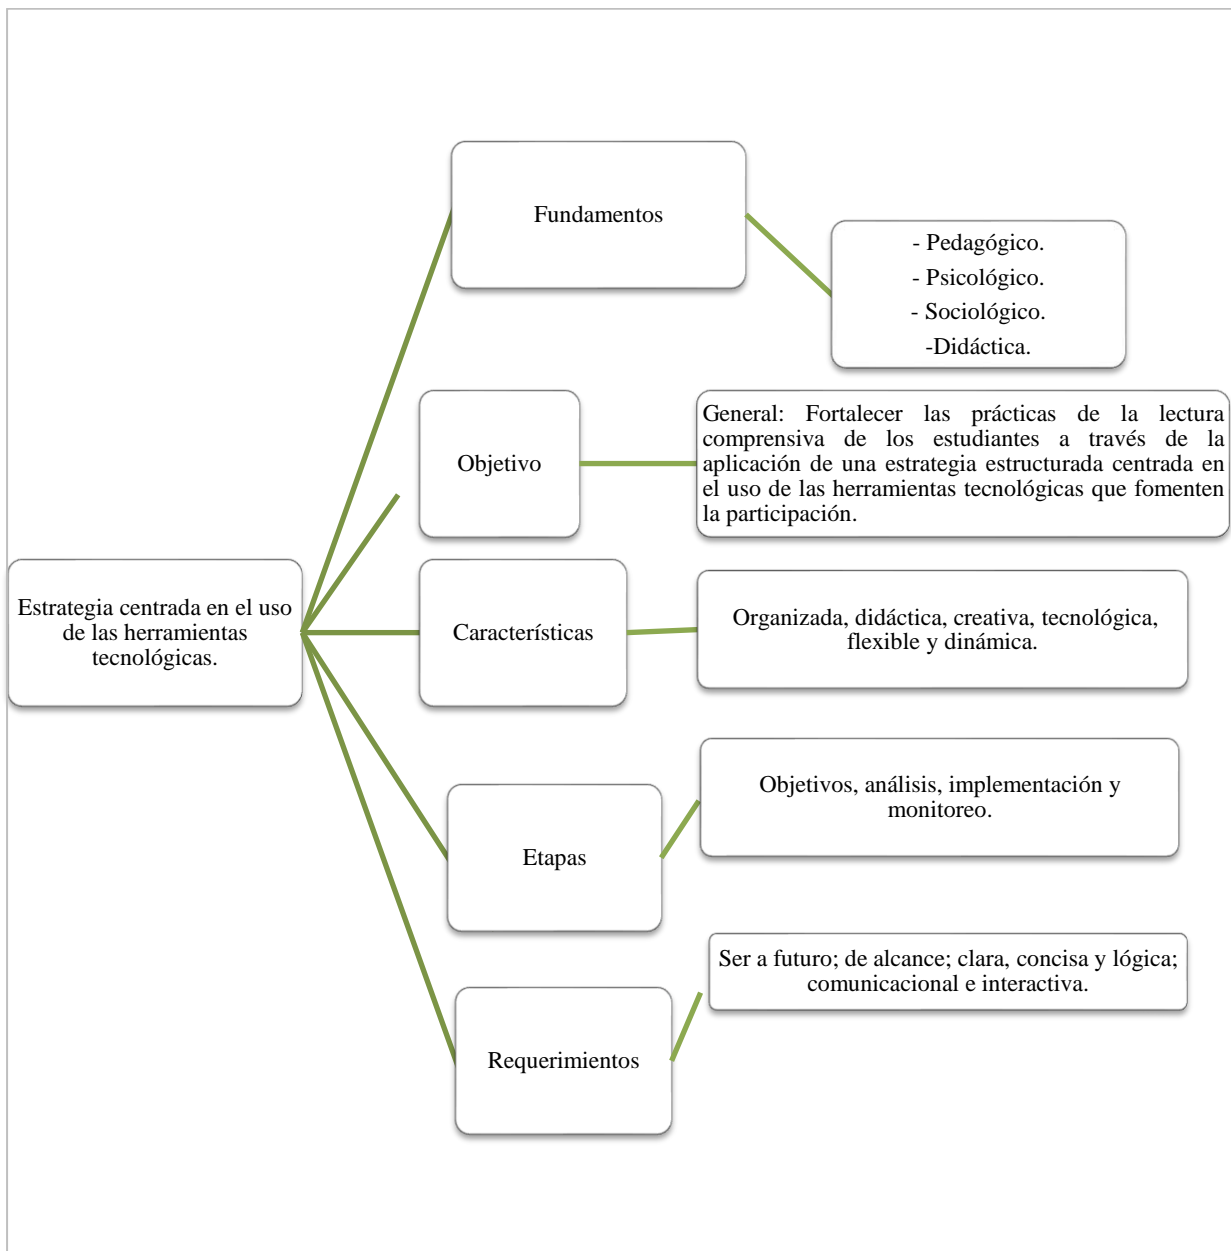 Fundamentos
- Pedagógico.
- Psicológico.
- Sociológico.
-Didáctica.
Objetivo
General: Fortalecer las prácticas de la lectura
comprensiva de los estudiantes a través de la
aplicación de una estrategia estructurada centrada en
el uso de las herramientas tecnológicas que fomenten
la participación.
Estrategia centrada en el uso
de las herramientas
tecnológicas.
Característicias
Organizada, didáctica, creativa, tecnológica,
flexible y dinámica.
Etapas
Objetivos, análisis, implementación y
monitoreo.
Requerimientos
Ser a futuro; de alcance; clara, concisa y lógica;
comunicacional e interactiva.